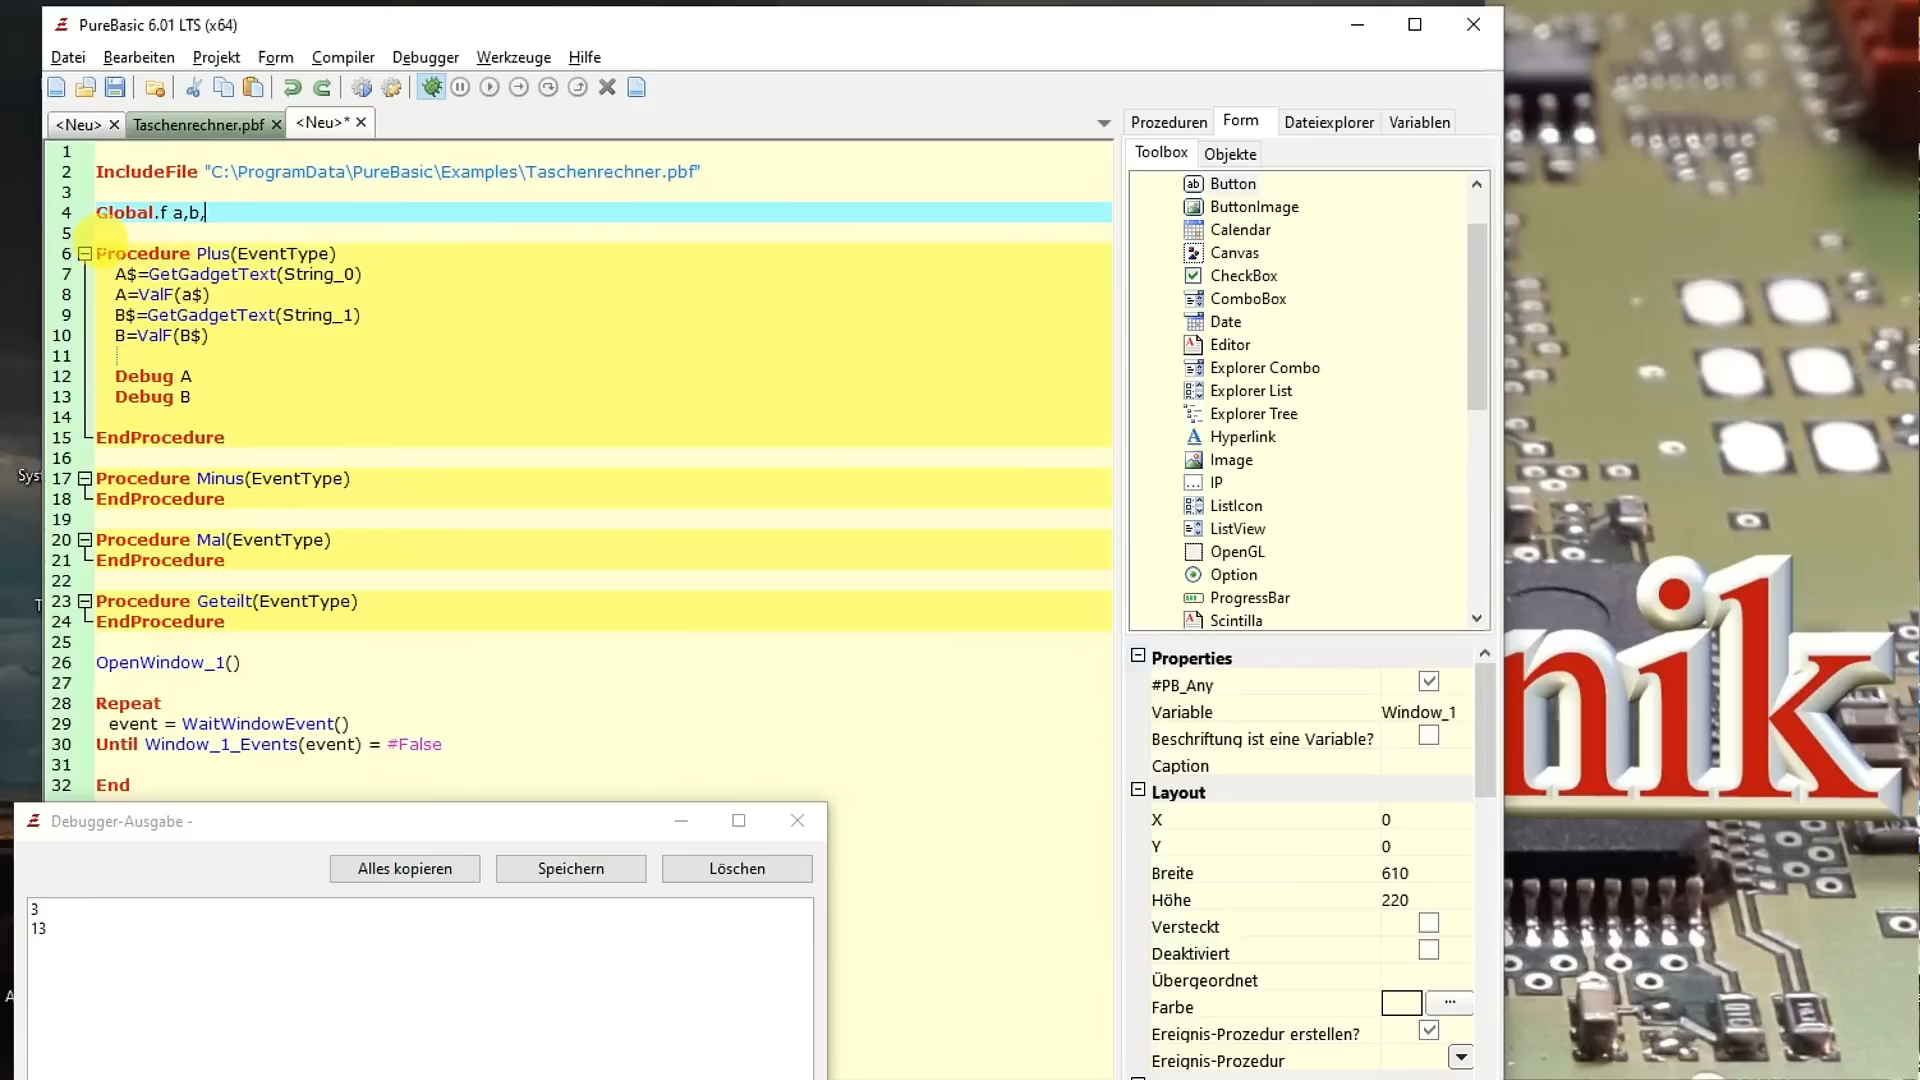 PureBasic 6.01 LTS (x64)
Datei Bearbeiten Projekt Form Compiler Debugger Werkzeuge Hilfe
<Neu> Taschenrechner.pbf <Neu>*
1
2 IncludeFile "C:\ProgramData\PureBasic\Examples\Taschenrechner.pbf"
3
4 Global.f a,b,
5
6 Procedure Plus(EventType)
7 A$=GetGadgetText(String_0)
8 A=ValF(a$)
9 B$=GetGadgetText(String_1)
10 B=ValF(B$)
11
12 Debug A
13 Debug B
14
15 EndProcedure
16
17 Procedure Minus(EventType)
18 EndProcedure
19
20 Procedure Mal(EventType)
21 EndProcedure
22
23 Procedure Geteilt(EventType)
24 EndProcedure
25
26 OpenWindow_1()
27
28 Repeat
29 event = WaitWindowEvent()
30 Until Window_1_Events(event) = #False
31
32 End
Debugger-Ausgabe -
Alles kopieren Speichern Löschen
3
13
Prozeduren Form Dateiexplorer Variablen
Toolbox Objekte
Button
ButtonImage
Calendar
Canvas
CheckBox
ComboBox
Date
Editor
Explorer Combo
Explorer List
Explorer Tree
Hyperlink
Image
IP
ListIcon
ListView
OpenGL
Option
ProgressBar
Scintilla
Properties
#PB_Any
Variable Window_1
Beschriftung ist eine Variable?
Caption
Layout
X 0
Y 0
Breite 610
Höhe 220
Versteckt
Deaktiviert
Übergeordnet
Farbe ...
Ereignis-Prozedur erstellen?
Ereignis-Prozedur
Sys
nik